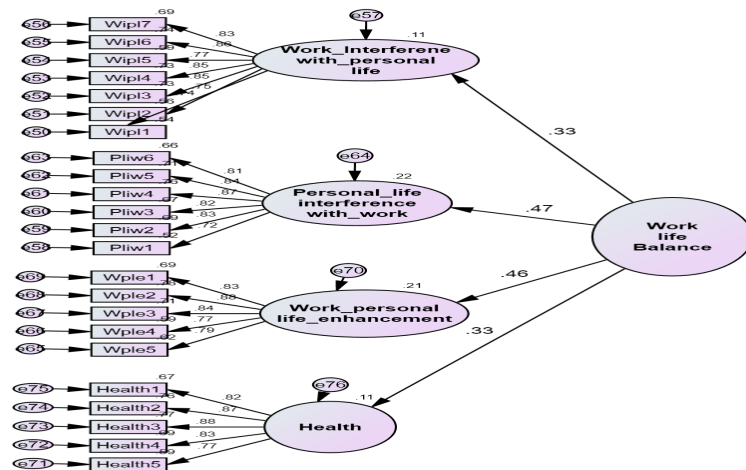 e56 Wipl7 .69 .83
e55 Wipl6
e54 Wipl5 .77
e53 Wipl4 .85
e52 Wipl3
e51 Wipl2 .75
e50 Wipl1
e57
.11
Work_Interferene
with_personal
life
.33
e63 Pliw6 .66 .81
e62 Pliw5 .84
e61 Pliw4 .87
e60 Pliw3 .82
e59 Pliw2 .83
e58 Pliw1 .72
e64
.22
Personal_life
interference
with_work
.47
Work
life
Balance
e69 Wple1 .69 .83
e68 Wple2 .88
e67 Wple3 .84
e66 Wple4 .77
e65 Wple5 .79
e70
.21
Work_personal
life_enhancement
.46
e75 Health1 .67 .82
e74 Health2 .87
e73 Health3 .88
e72 Health4 .83
e71 Health5 .77
e76
.11
Health
.33